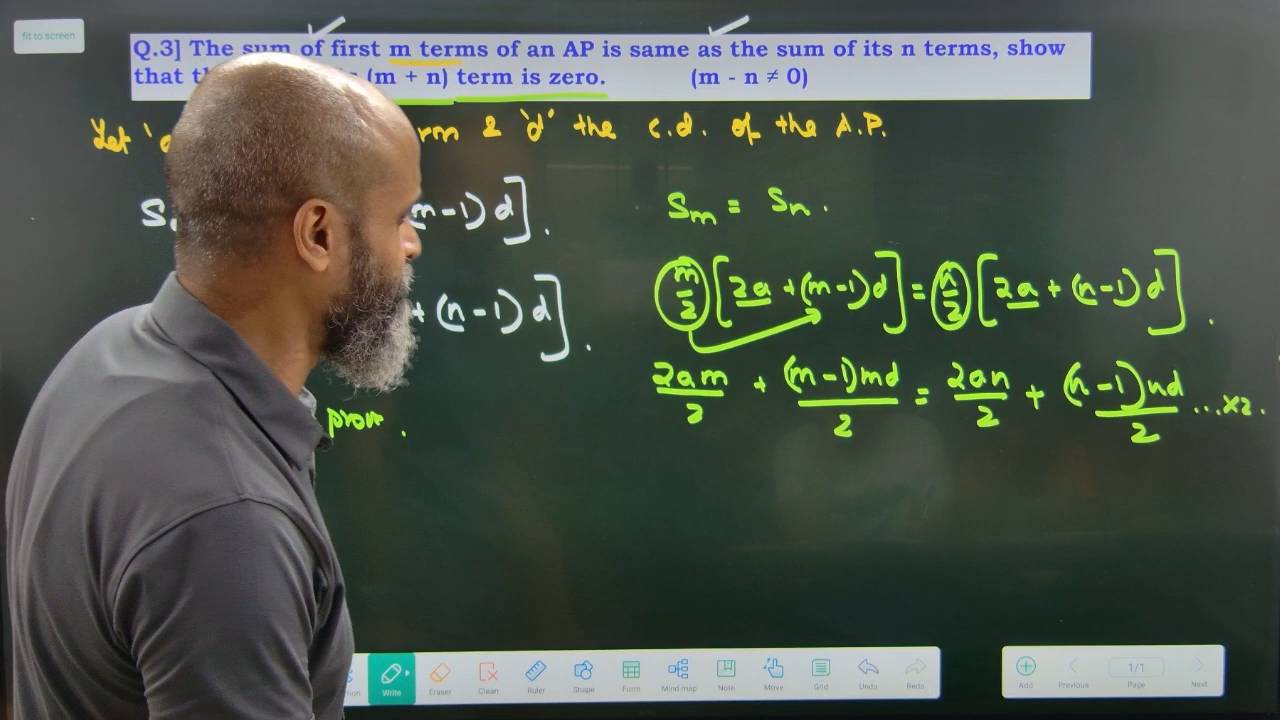 fit to screen
Q.3] The sum of first m terms of an AP is same as the sum of its n terms, show
that (m + n) term is zero. (m - n ≠ 0)
Let 'd' the c.d. of the A.P.
m-1)d].
Sm = Sn.
+(n-1)d].
m/2[2a+(m-1)d]=n/2[2a+(n-1)d].
2am/2 + (m-1)md/2 = 2an/2 + (n-1)nd/2 ...x2.
prove.
Write
Eraser
Clean
Ruler
Shape
Form
Mind map
Note
Move
Grid
Undo
Redo
Add
Previous
1/1
Page
Next